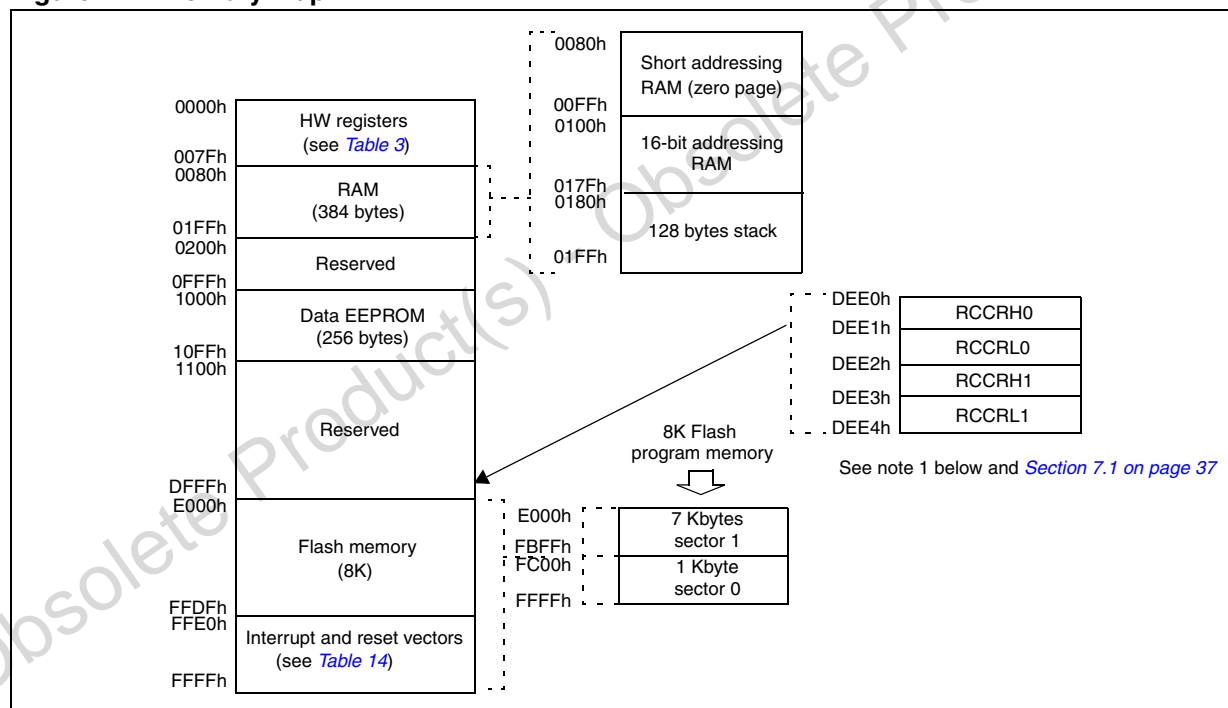 0000h
HW registers
(see Table 3)
007Fh
0080h
RAM
(384 bytes)
01FFh
0200h
Reserved
0FFFh
1000h
Data EEPROM
(256 bytes)
10FFh
1100h
Reserved
DFFFh
E000h
Flash memory
(8K)
FFDFh
FFE0h
Interrupt and reset vectors
(see Table 14)
FFFFh
0080h
Short addressing
RAM (zero page)
00FFh
0100h
16-bit addressing
RAM
017Fh
0180h
128 bytes stack
01FFh
DEE0h
RCCRH0
DEE1h
RCCRL0
DEE2h
RCCRH1
DEE3h
RCCRL1
DEE4h
See note 1 below and Section 7.1 on page 37
8K Flash
program memory
E000h
7 Kbytes
sector 1
FBFFh
FC00h
1 Kbyte
sector 0
FFFFh
Obsolete Product(s) - Obsolete Pro